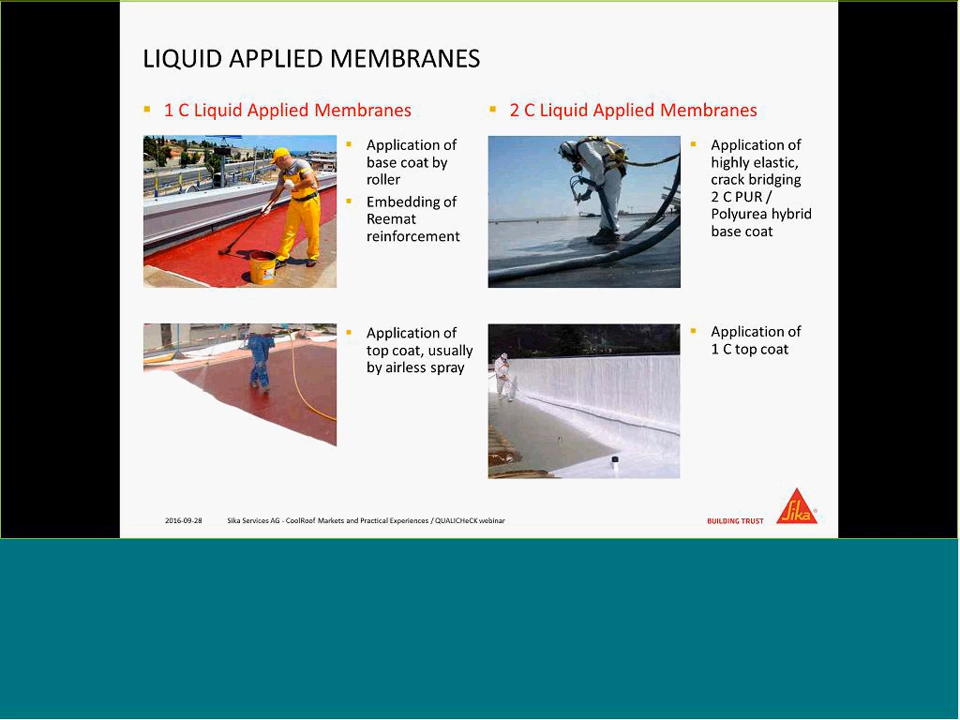 LIQUID APPLIED MEMBRANES
▪ 1 C Liquid Applied Membranes
▪ Application of
base coat by
roller
▪ Embedding of
Reemat
reinforcement
▪ Application of
top coat, usually
by airless spray
▪ 2 C Liquid Applied Membranes
▪ Application of
highly elastic,
crack bridging
2 C PUR /
Polyurea hybrid
base coat
▪ Application of
1 C top coat
2016-09-28 Sika Services AG - CoolRoof Markets and Practical Experiences / QUALICHeCK webinar
BUILDING TRUST
Sika®